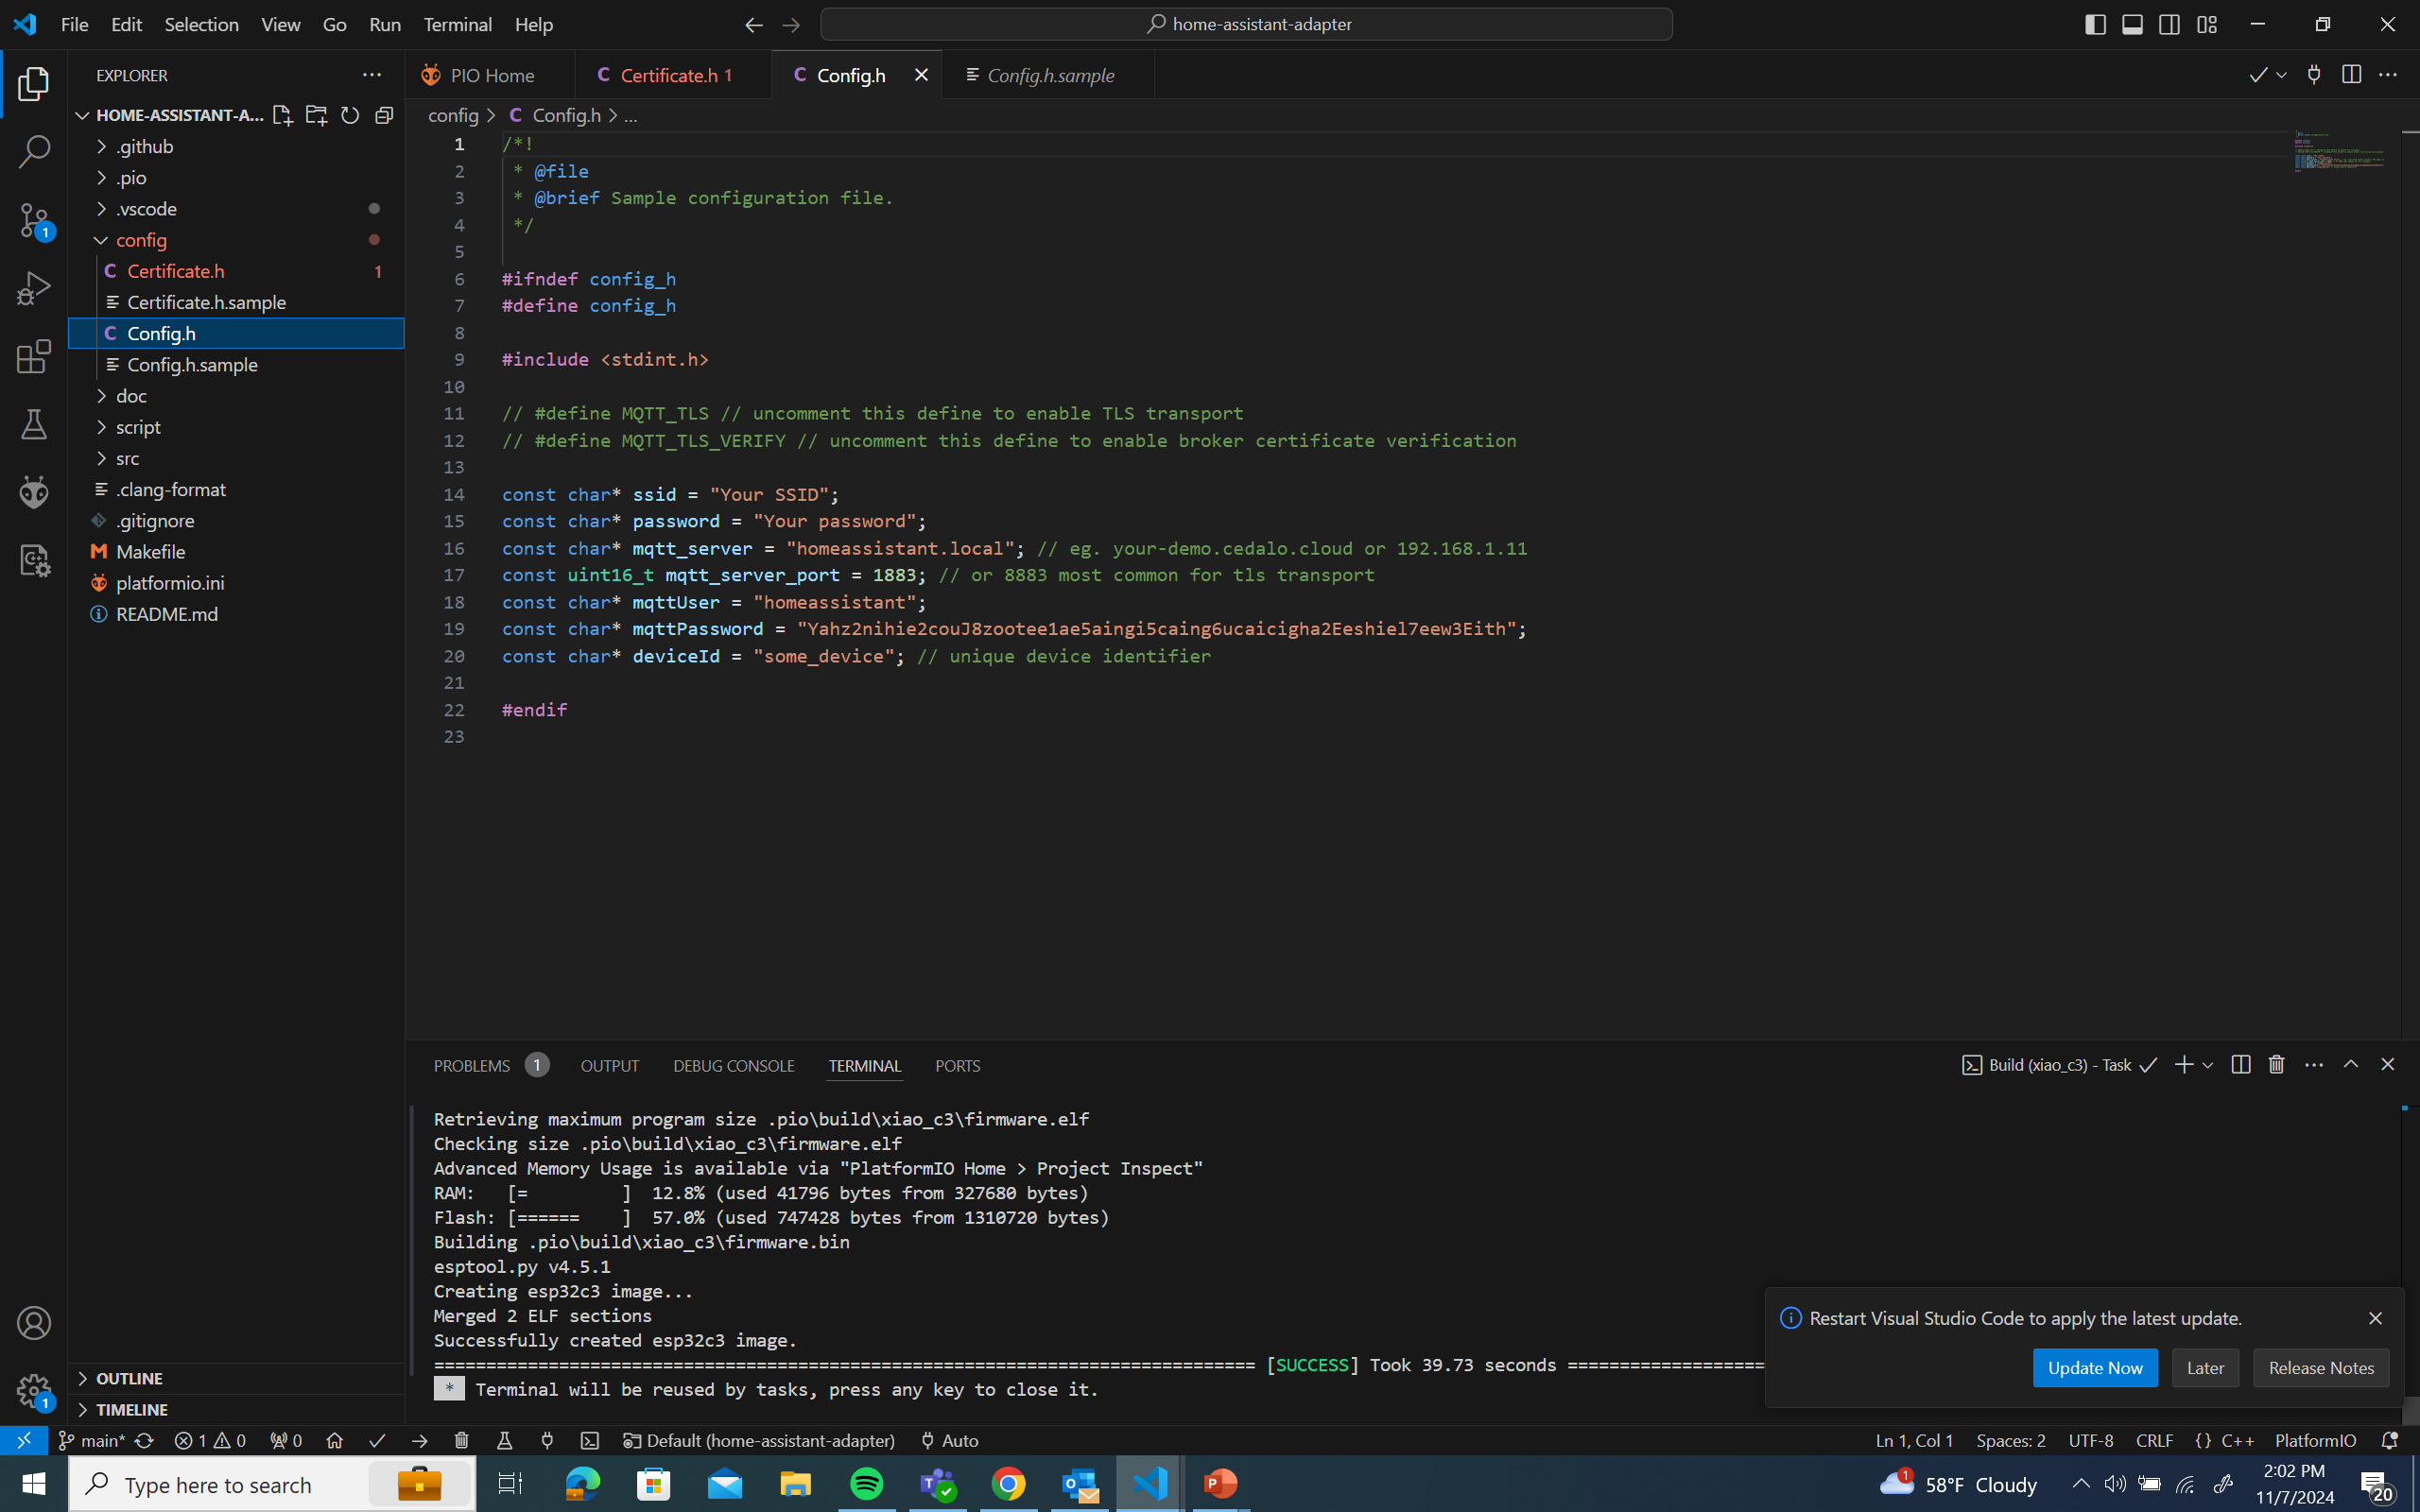 File Edit Selection View Go Run Terminal Help
home-assistant-adapter
EXPLORER
PIO Home
Certificate.h 1
Config.h
Config.h.sample
HOME-ASSISTANT-A...
.github
.pio
.vscode
config
Certificate.h 1
Certificate.h.sample
Config.h
Config.h.sample
doc
script
src
.clang-format
.gitignore
Makefile
platformio.ini
README.md
OUTLINE
TIMELINE
config > C Config.h > ...
1 /*!
2 * @file
3 * @brief Sample configuration file.
4 */
5
6 #ifndef config_h
7 #define config_h
8
9 #include <stdint.h>
10
11 // #define MQTT_TLS // uncomment this define to enable TLS transport
12 // #define MQTT_TLS_VERIFY // uncomment this define to enable broker certificate verification
13
14 const char* ssid = "Your SSID";
15 const char* password = "Your password";
16 const char* mqtt_server = "homeassistant.local"; // eg. your-demo.cedalo.cloud or 192.168.1.11
17 const uint16_t mqtt_server_port = 1883; // or 8883 most common for tls transport
18 const char* mqttUser = "homeassistant";
19 const char* mqttPassword = "Yahz2nihie2couJ8zootee1ae5aingi5caing6ucaicigha2Eeshiel7eew3Eith";
20 const char* deviceId = "some_device"; // unique device identifier
21
22 #endif
23
PROBLEMS 1 OUTPUT DEBUG CONSOLE TERMINAL PORTS
Build (xiao_c3) - Task
Retrieving maximum program size .pio\build\xiao_c3\firmware.elf
Checking size .pio\build\xiao_c3\firmware.elf
Advanced Memory Usage is available via "PlatformIO Home > Project Inspect"
RAM: [= ] 12.8% (used 41796 bytes from 327680 bytes)
Flash: [====== ] 57.0% (used 747428 bytes from 1310720 bytes)
Building .pio\build\xiao_c3\firmware.bin
esptool.py v4.5.1
Creating esp32c3 image...
Merged 2 ELF sections
Successfully created esp32c3 image.
=============================================================================== [SUCCESS] Took 39.73 seconds ===================
* Terminal will be reused by tasks, press any key to close it.
Restart Visual Studio Code to apply the latest update.
Update Now Later Release Notes
1
1
main* 1 0 0 Default (home-assistant-adapter) Auto
Ln 1, Col 1 Spaces: 2 UTF-8 CRLF {} C++ PlatformIO
Type here to search
1 58°F Cloudy
2:02 PM
11/7/2024
20